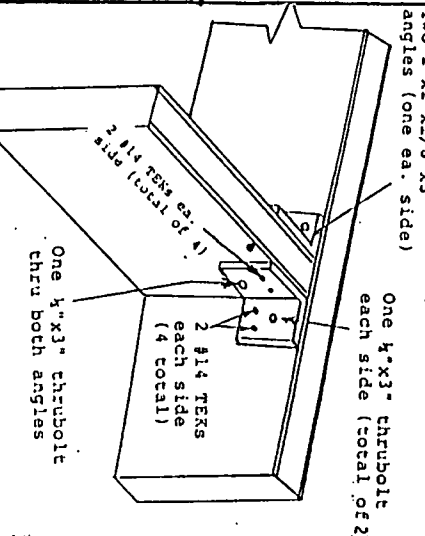 angles (one ea. side)
One ¼"x3" thrubolt
each side (total of 2
2 #14 TEKs ea.
side (total of 4)
2 #14 TEKs
each side
(4 total)
One ¼"x3" thrubolt
thru both angles